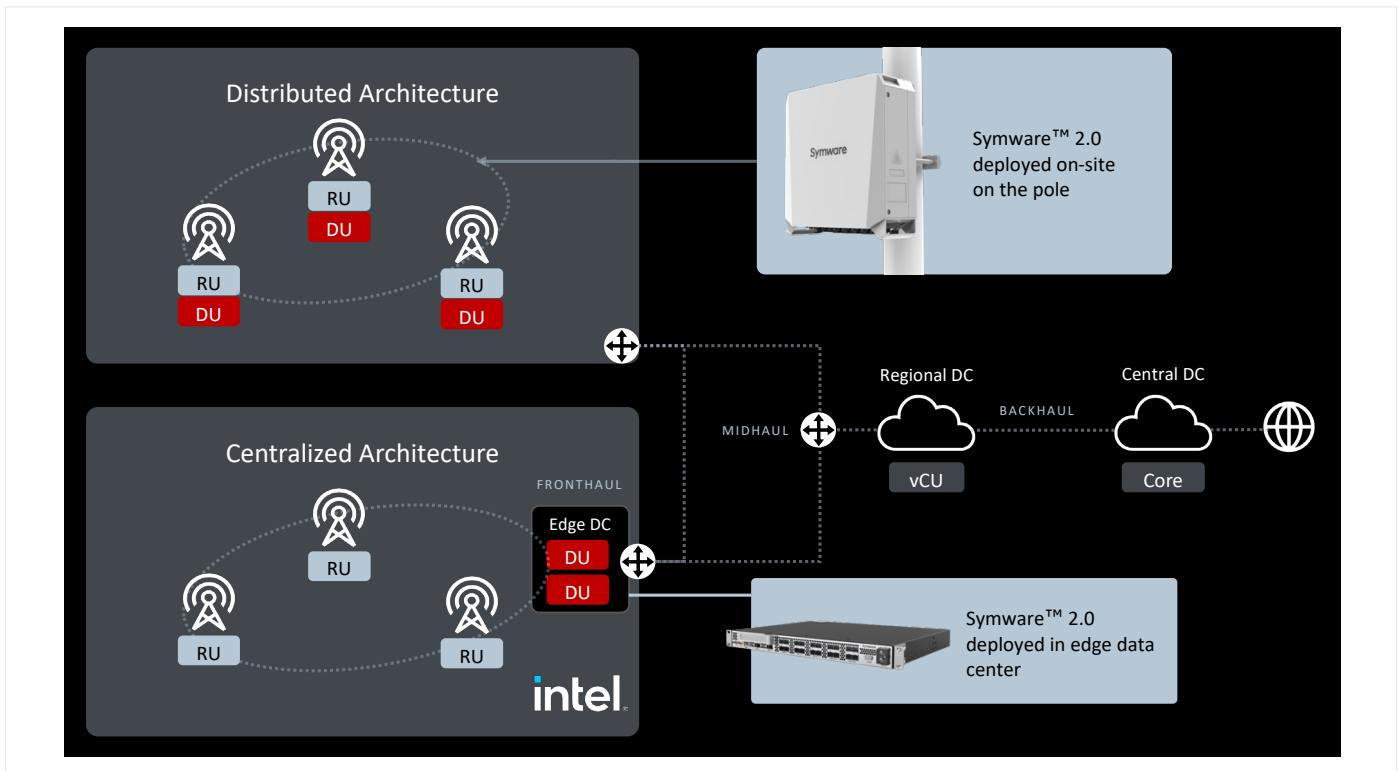 Distributed Architecture
RU
DU
RU
DU
RU
DU
Symware
Symware™ 2.0
deployed on-site
on the pole
Regional DC
Central DC
MIDHAUL
BACKHAUL
vCU
Core
Centralized Architecture
FRONTHAUL
Edge DC
DU
DU
RU
RU
RU
intel
Symware™ 2.0
deployed in edge data
center